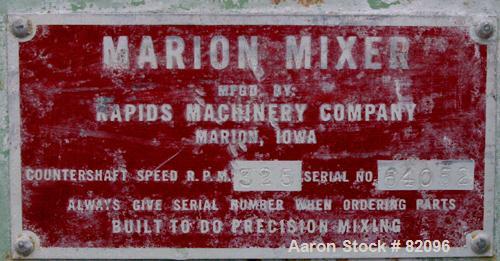 MARION MIXER
MFGD. BY:
RAPIDS MACHINERY COMPANY
MARION, IOWA
COUNTERSHAFT SPEED R.P.M. 325 SERIAL NO. 64052
ALWAYS GIVE SERIAL NUMBER WHEN ORDERING PARTS
BUILT TO DO PRECISION MIXING
Aaron Stock # 82096